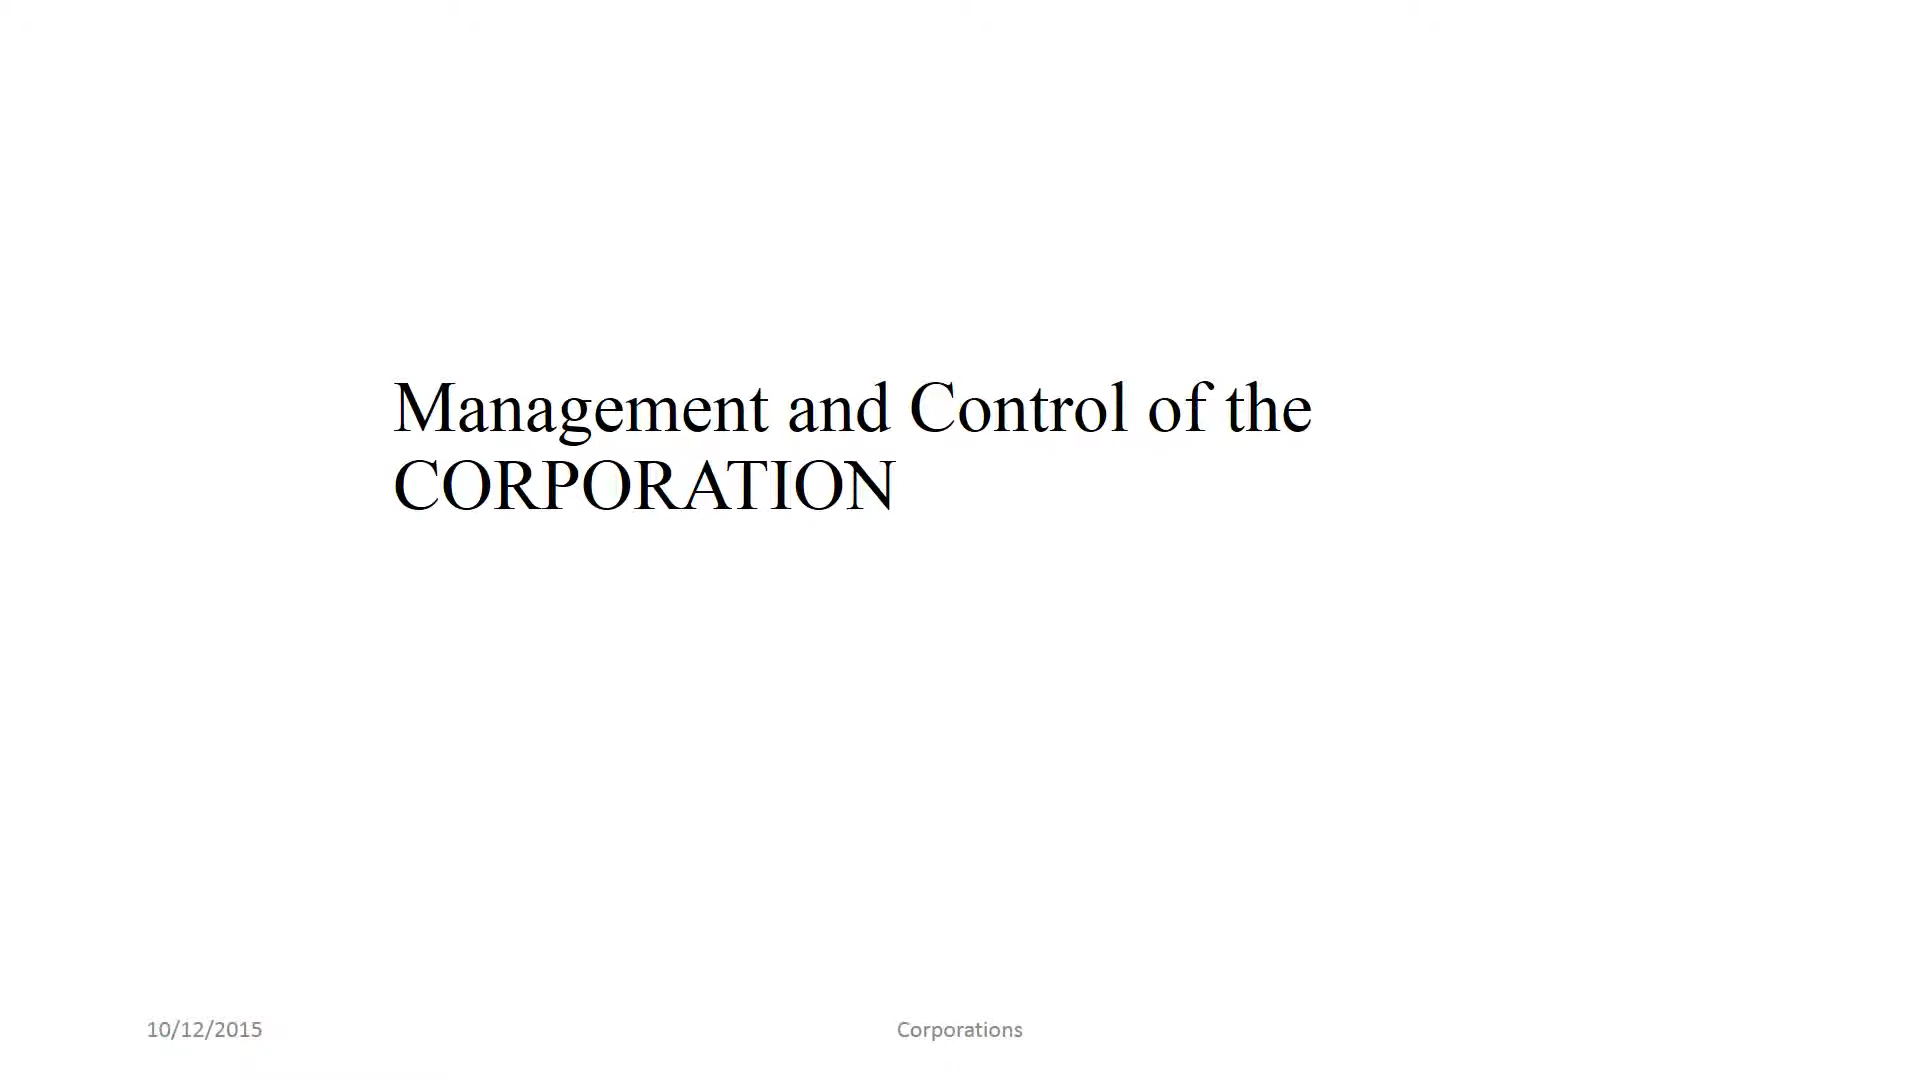 Management and Control of the
CORPORATION
10/12/2015
Corporations